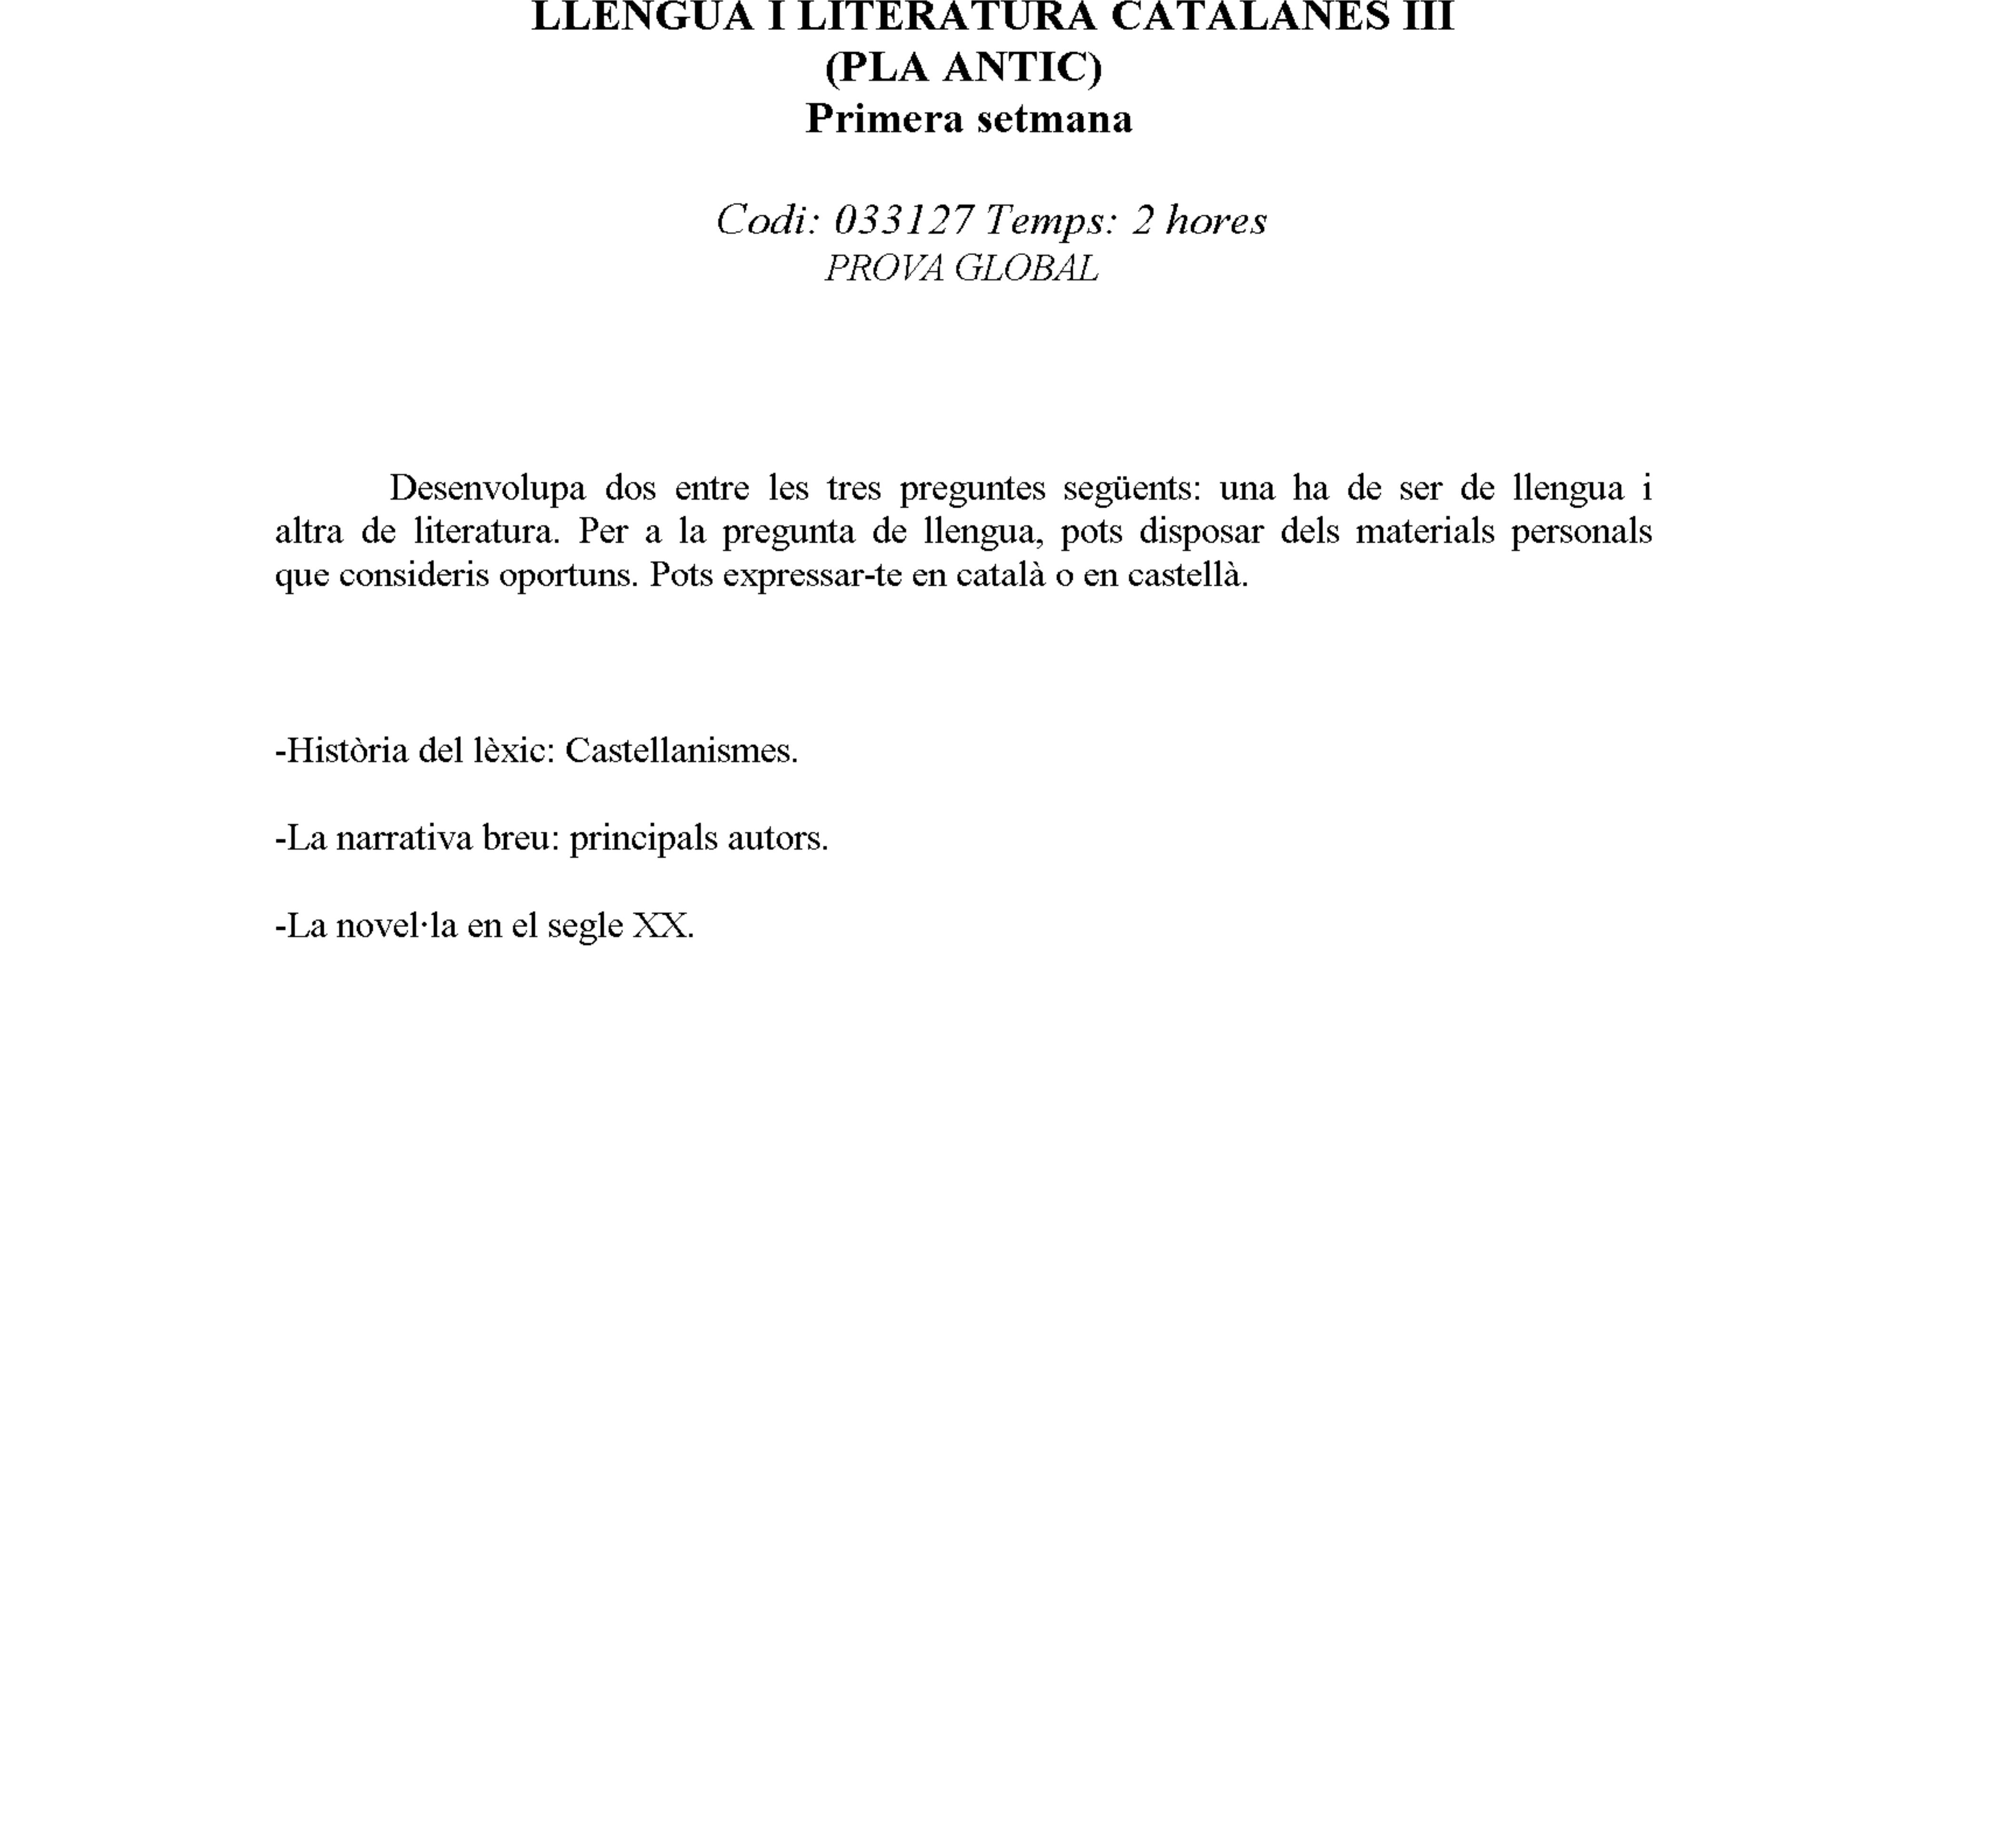 LLENGUA I LITERATURA CATALANES III
(PLA ANTIC)
Primera setmana
Codi: 033127 Temps: 2 hores
PROVA GLOBAL
Desenvolupa dos entre les tres preguntes següents: una ha de ser de llengua i
altra de literatura. Per a la pregunta de llengua, pots disposar dels materials personals
que consideris oportuns. Pots expressar-te en català o en castellà.
-Història del lèxic: Castellanismes.
-La narrativa breu: principals autors.
-La novel·la en el segle XX.